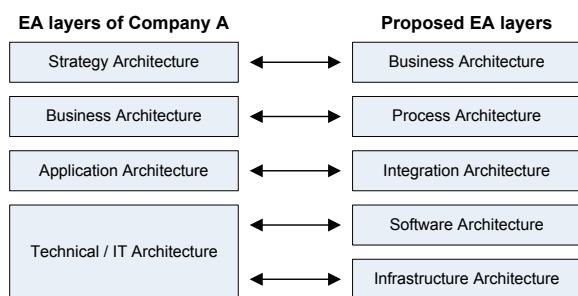 EA layers of Company A
Proposed EA layers
Strategy Architecture
Business Architecture
Business Architecture
Process Architecture
Application Architecture
Integration Architecture
Technical / IT Architecture
Software Architecture
Infrastructure Architecture